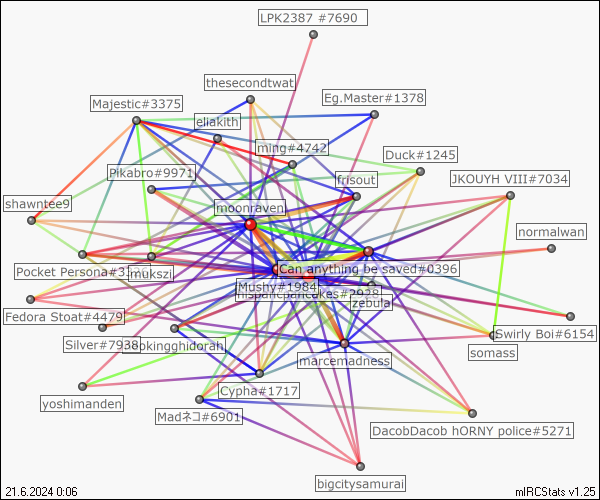 LPK2387 #7690
thesecondtwat
Eg.Master#1378
Majestic#3375
eliakith
ming#4742
Duck#1245
Pikabro#9971
frisout
JKOUYH VIII#7034
shawntee9
moonraven
normalwan
Can anything be saved#0396
Pocket Persona#3
mukszi
Mushy#1984
hispanicpancakes#2938
zebula
Fedora Stoat#4479
Swirly Boi#6154
Silver#7938
okingghidorah
somass
marcemadness
Cypha#1717
yoshimanden
Madネコ#6901
DacobDacob hORNY police#5271
bigcitysamurai
21.6.2024 0:06
mIRCStats v1.25